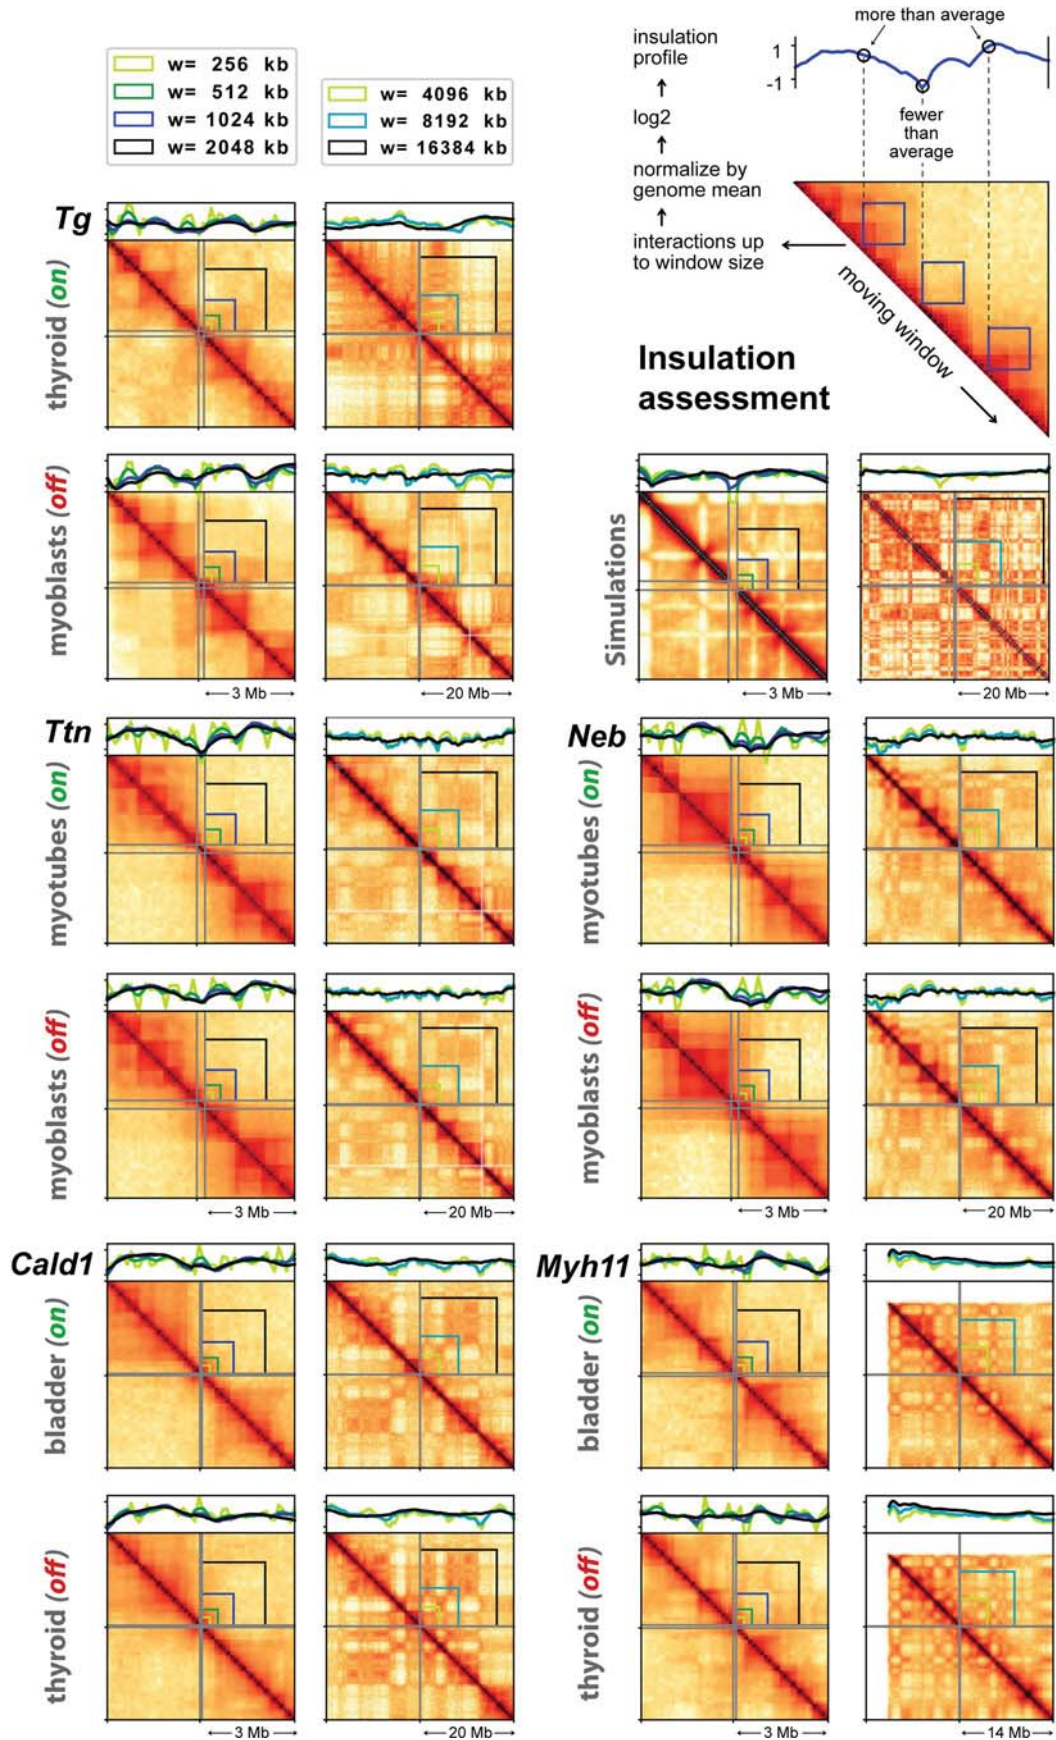 w= 256 kb
w= 512 kb
w= 1024 kb
w= 2048 kb
w= 4096 kb
w= 8192 kb
w= 16384 kb
insulation
profile
log2
normalize by
genome mean
interactions up
to window size
more than average
1
-1
fewer
than
average
moving window
Insulation
assessment
Tg
thyroid (on)
myoblasts (off)
3 Mb
20 Mb
Simulations
3 Mb
20 Mb
Ttn
myotubes (on)
myoblasts (off)
3 Mb
20 Mb
Neb
myotubes (on)
myoblasts (off)
3 Mb
20 Mb
Cald1
bladder (on)
thyroid (off)
3 Mb
20 Mb
Myh11
bladder (on)
thyroid (off)
3 Mb
14 Mb